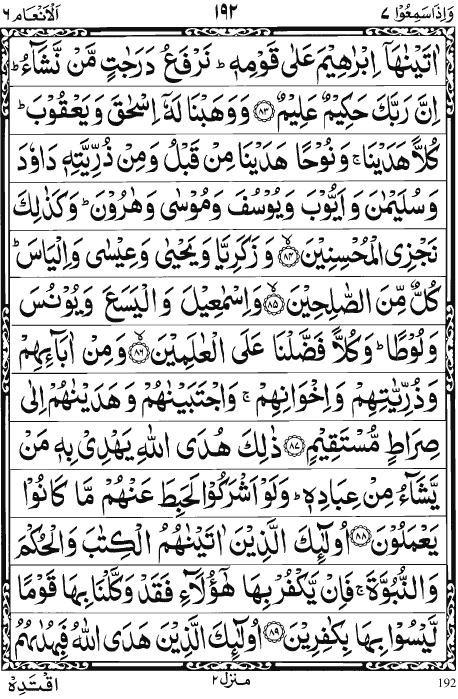 وَاِذَا سَمِعُوْا ٧ ١٩٢ اَلْاَنْعَام ٦
اٰتَيْنٰهَاۤ اِبْرٰهِيْمَ عَلٰى قَوْمِهٖ ؕ نَرْفَعُ دَرَجٰتٍ مَّنْ نَّشَآءُ ؕ
اِنَّ رَبَّكَ حَكِيْمٌ عَلِيْمٌ ﴿٨٣﴾ وَوَهَبْنَا لَهٗۤ اِسْحٰقَ وَيَعْقُوْبَ ؕ
كُلًّا هَدَيْنَا ۚ وَنُوْحًا هَدَيْنَا مِنْ قَبْلُ وَمِنْ ذُرِّيَّتِهٖ دَاوٗدَ
وَسُلَيْمٰنَ وَاَيُّوْبَ وَيُوْسُفَ وَمُوْسٰى وَهٰرُوْنَ ؕ وَكَذٰلِكَ
نَجْزِى الْمُحْسِنِيْنَ ﴿٨٤﴾ ۙ وَزَكَرِيَّا وَيَحْيٰى وَعِيْسٰى وَاِلْيَاسَ ؕ
كُلٌّ مِّنَ الصّٰلِحِيْنَ ﴿٨٥﴾ ۙ وَاِسْمٰعِيْلَ وَالْيَسَعَ وَيُوْنُسَ
وَلُوْطًا ؕ وَكُلًّا فَضَّلْنَا عَلَى الْعٰلَمِيْنَ ﴿٨٦﴾ ۙ وَمِنْ اٰبَآئِهِمْ
وَذُرِّيّٰتِهِمْ وَاِخْوَانِهِمْ ۚ وَاجْتَبَيْنٰهُمْ وَهَدَيْنٰهُمْ اِلٰى
صِرَاطٍ مُّسْتَقِيْمٍ ﴿٨٧﴾ ذٰلِكَ هُدَى اللّٰهِ يَهْدِىْ بِهٖ مَنْ
يَّشَآءُ مِنْ عِبَادِهٖ ؕ وَلَوْ اَشْرَكُوْا لَحَبِطَ عَنْهُمْ مَّا كَانُوْا
يَعْمَلُوْنَ ﴿٨٨﴾ اُولٰٓئِكَ الَّذِيْنَ اٰتَيْنٰهُمُ الْكِتٰبَ وَالْحُكْمَ
وَالنُّبُوَّةَ ۚ فَاِنْ يَّكْفُرْ بِهَا هٰۤؤُلَآءِ فَقَدْ وَكَّلْنَا بِهَا قَوْمًا
لَّيْسُوْا بِهَا بِكٰفِرِيْنَ ﴿٨٩﴾ اُولٰٓئِكَ الَّذِيْنَ هَدَى اللّٰهُ فَبِهُدٰىهُمُ
192 منزل ٢ اقْتَدِهْ